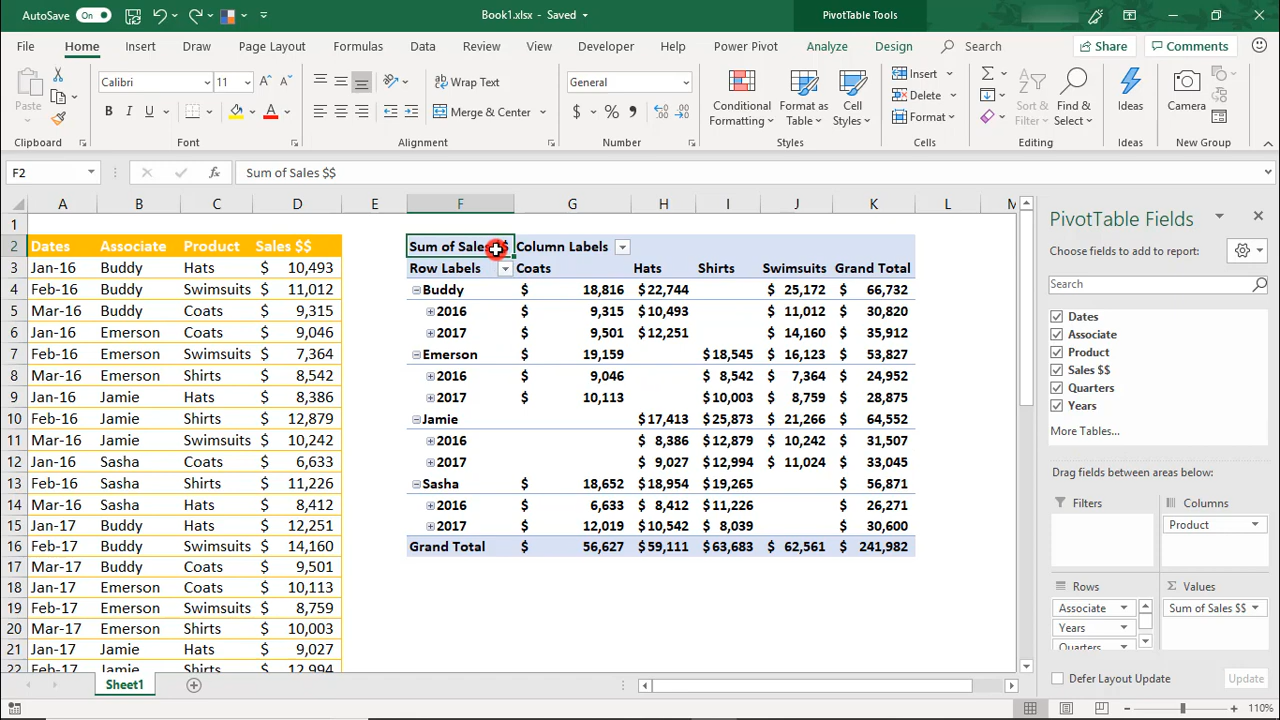 AutoSave On Book1.xlsx - Saved PivotTable Tools
File Home Insert Draw Page Layout Formulas Data Review View Developer Help Power Pivot Analyze Design Search Share Comments
Paste Calibri 11 A A Wrap Text General Insert Σ
B I U A Merge & Center $ % , Conditional Formatting Format as Table Cell Styles Delete Format Sort & Filter Find & Select Ideas Camera
Clipboard Font Alignment Number Styles Cells Editing Ideas New Group
F2 fx Sum of Sales $$
A B C D E F G H I J K L M
1
2 Dates Associate Product Sales $$ Sum of Sales $$ Column Labels
3 Jan-16 Buddy Hats $ 10,493 Row Labels Coats Hats Shirts Swimsuits Grand Total
4 Feb-16 Buddy Swimsuits $ 11,012 Buddy $ 18,816 $22,744 $ 25,172 $ 66,732
5 Mar-16 Buddy Coats $ 9,315 2016 $ 9,315 $10,493 $ 11,012 $ 30,820
6 Jan-16 Emerson Coats $ 9,046 2017 $ 9,501 $12,251 $ 14,160 $ 35,912
7 Feb-16 Emerson Swimsuits $ 7,364 Emerson $ 19,159 $18,545 $ 16,123 $ 53,827
8 Mar-16 Emerson Shirts $ 8,542 2016 $ 9,046 $ 8,542 $ 7,364 $ 24,952
9 Jan-16 Jamie Hats $ 8,386 2017 $ 10,113 $10,003 $ 8,759 $ 28,875
10 Feb-16 Jamie Shirts $ 12,879 Jamie $17,413 $25,873 $ 21,266 $ 64,552
11 Mar-16 Jamie Swimsuits $ 10,242 2016 $ 8,386 $12,879 $ 10,242 $ 31,507
12 Jan-16 Sasha Coats $ 6,633 2017 $ 9,027 $12,994 $ 11,024 $ 33,045
13 Feb-16 Sasha Shirts $ 11,226 Sasha $ 18,652 $18,954 $19,265 $ 56,871
14 Mar-16 Sasha Hats $ 8,412 2016 $ 6,633 $ 8,412 $11,226 $ 26,271
15 Jan-17 Buddy Hats $ 12,251 2017 $ 12,019 $10,542 $ 8,039 $ 30,600
16 Feb-17 Buddy Swimsuits $ 14,160 Grand Total $ 56,627 $59,111 $63,683 $ 62,561 $ 241,982
17 Mar-17 Buddy Coats $ 9,501
18 Jan-17 Emerson Coats $ 10,113
19 Feb-17 Emerson Swimsuits $ 8,759
20 Mar-17 Emerson Shirts $ 10,003
21 Jan-17 Jamie Hats $ 9,027
22 Feb-17 Jamie Shirts $ 12,994
PivotTable Fields
Choose fields to add to report:
Search
Dates
Associate
Product
Sales $$
Quarters
Years
More Tables...
Drag fields between areas below:
Filters Columns
Product
Rows Values
Associate Sum of Sales $$
Years
Quarters
Defer Layout Update Update
Sheet1
110%